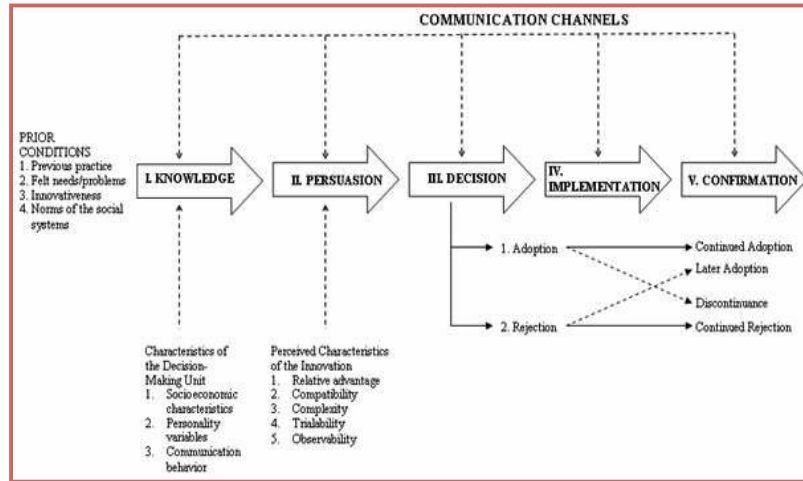 COMMUNICATION CHANNELS
PRIOR
CONDITIONS
1. Previous practice
2. Felt needs/problems
3. Innovativeness
4. Norms of the social
systems
I. KNOWLEDGE
II. PERSUASION
III. DECISION
IV.
IMPLEMENTATION
V. CONFIRMATION
1. Adoption
2. Rejection
Continued Adoption
Later Adoption
Discontinuance
Continued Rejection
Characteristics of
the Decision-
Making Unit
1. Socioeconomic
characteristics
2. Personality
variables
3. Communication
behavior
Perceived Characteristics
of the Innovation
1. Relative advantage
2. Compatibility
3. Complexity
4. Trialability
5. Observability